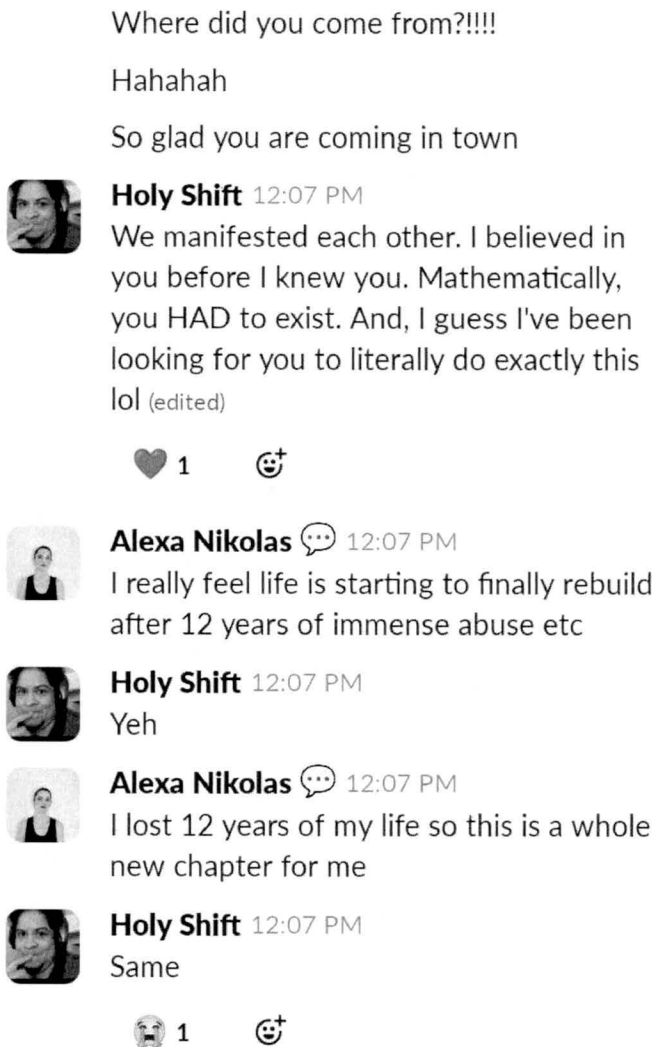 Where did you come from?!!!!
Hahahah
So glad you are coming in town
Holy Shift 12:07 PM
We manifested each other. I believed in
you before I knew you. Mathematically,
you HAD to exist. And, I guess I've been
looking for you to literally do exactly this
lol (edited)
1
Alexa Nikolas 12:07 PM
I really feel life is starting to finally rebuild
after 12 years of immense abuse etc
Holy Shift 12:07 PM
Yeh
Alexa Nikolas 12:07 PM
I lost 12 years of my life so this is a whole
new chapter for me
Holy Shift 12:07 PM
Same
1